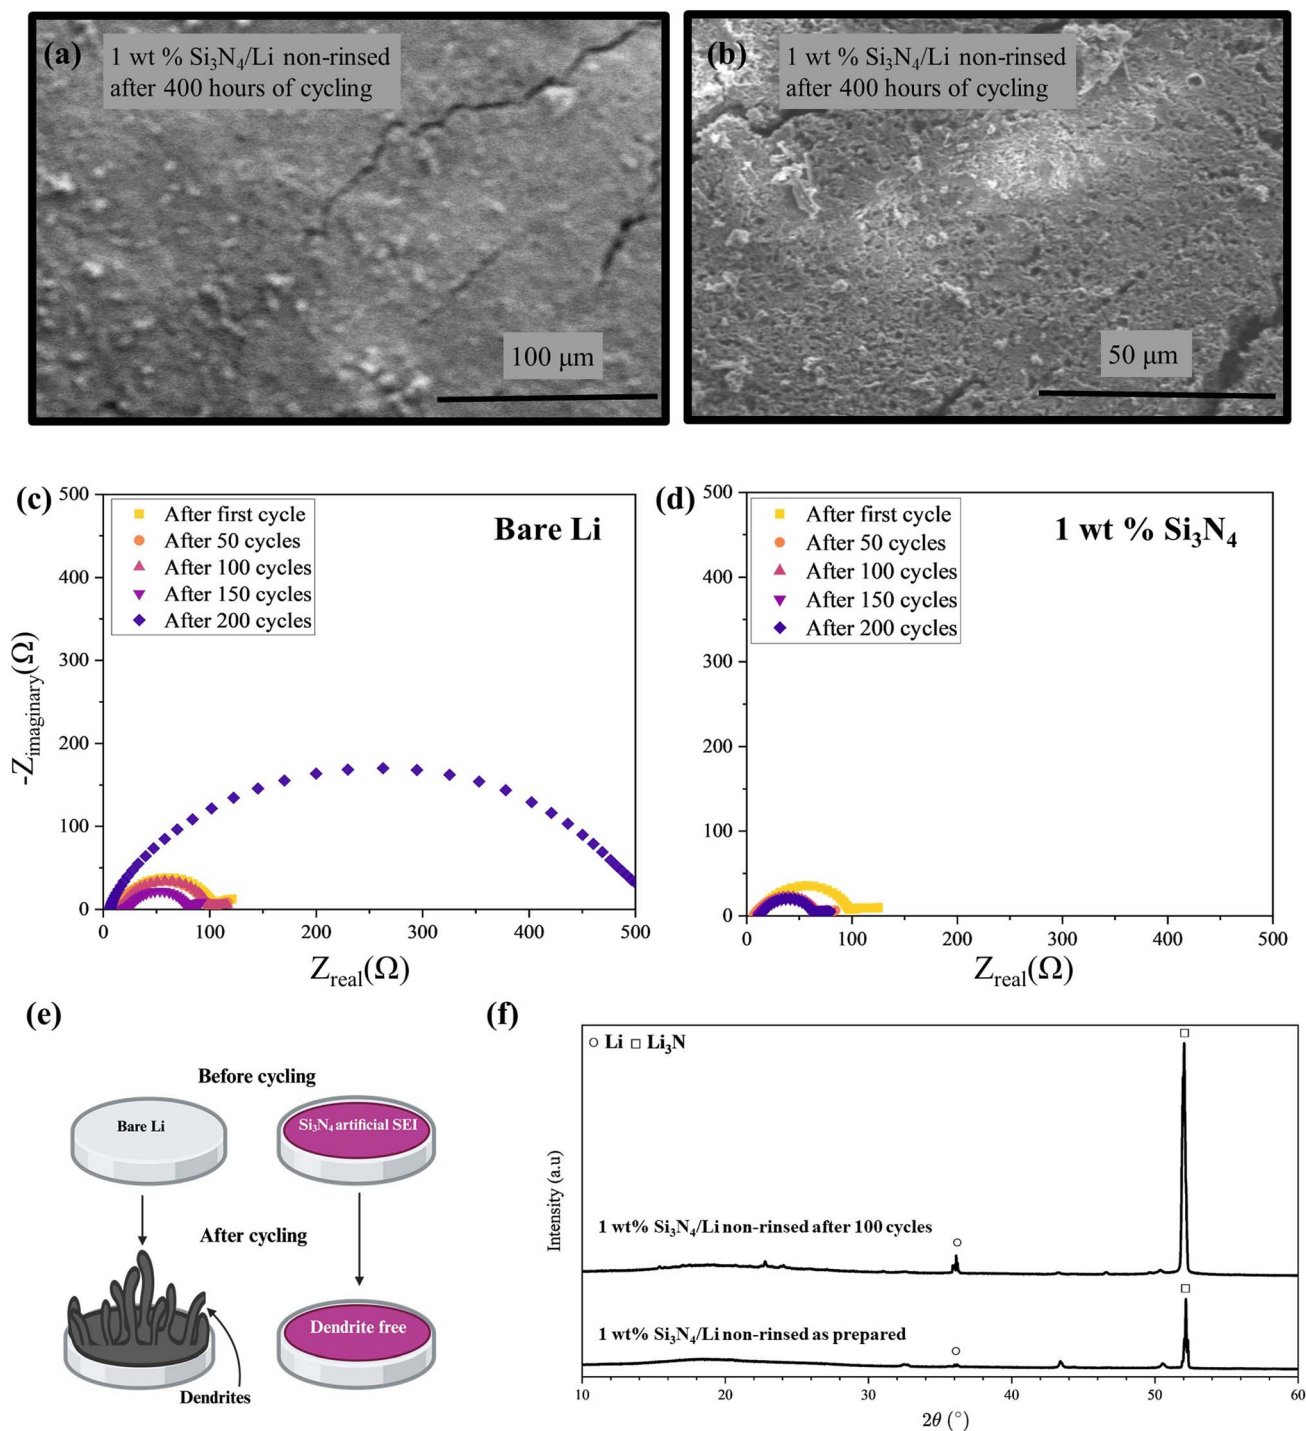 (a)
1 wt % Si₃N₄/Li non-rinsed
after 400 hours of cycling
100 μm
(b)
1 wt % Si₃N₄/Li non-rinsed
after 400 hours of cycling
50 μm
(c)
Bare Li
After first cycle
After 50 cycles
After 100 cycles
After 150 cycles
After 200 cycles
-Z_imaginary(Ω)
500
400
300
200
100
0
0 100 200 300 400 500
Z_real(Ω)
(d)
1 wt % Si₃N₄
After first cycle
After 50 cycles
After 100 cycles
After 150 cycles
After 200 cycles
500
400
300
200
100
0
0 100 200 300 400 500
Z_real(Ω)
(e)
Before cycling
Bare Li
Si₃N₄ artificial SEI
After cycling
Dendrite free
Dendrites
(f)
○ Li □ Li₃N
Intensity (a.u)
1 wt% Si₃N₄/Li non-rinsed after 100 cycles
1 wt% Si₃N₄/Li non-rinsed as prepared
10 20 30 40 50 60
2θ (°)